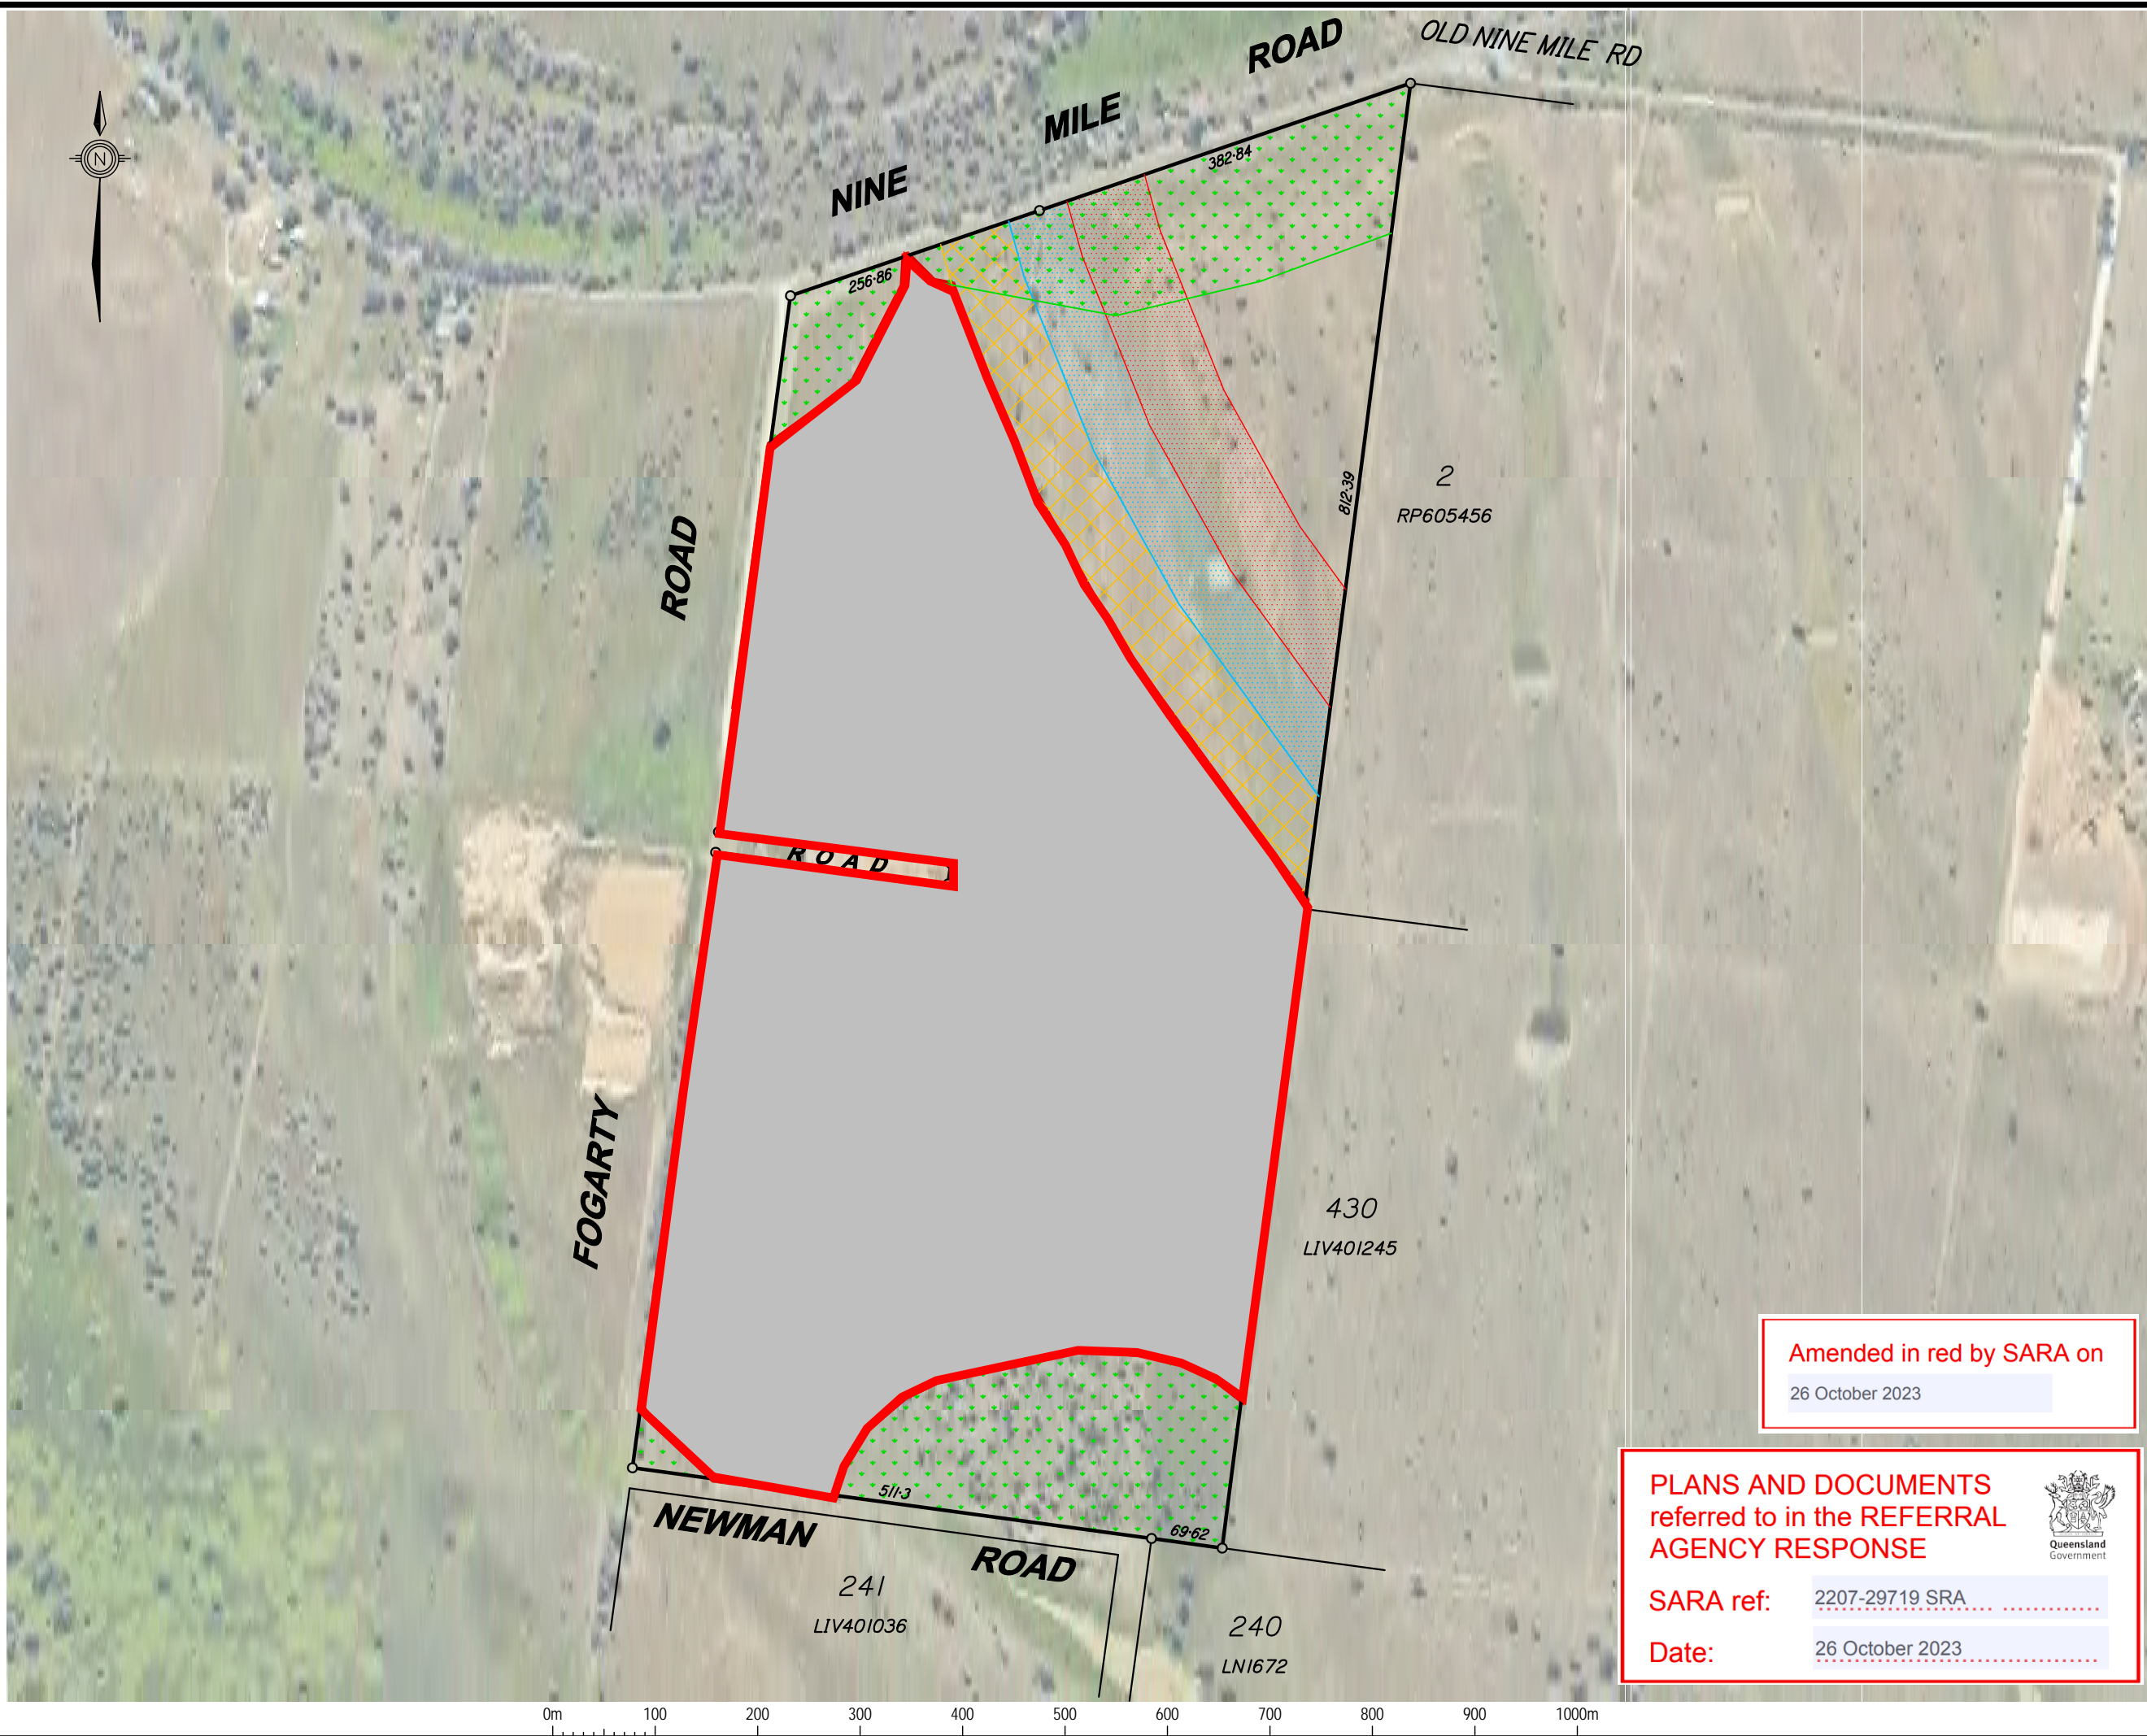 OLD NINE MILE RD
ROAD
MILE
NINE
N
382·84
256·86
812·39
2
RP605456
ROAD
ROAD
FOGARTY
430
LIV401245
Amended in red by SARA on
26 October 2023
511·3
69·62
NEWMAN
ROAD
241
LIV401036
240
LN1672
PLANS AND DOCUMENTS
referred to in the REFERRAL
AGENCY RESPONSE
Queensland
Government
SARA ref: 2207-29719 SRA
Date: 26 October 2023
0m 100 200 300 400 500 600 700 800 900 1000m